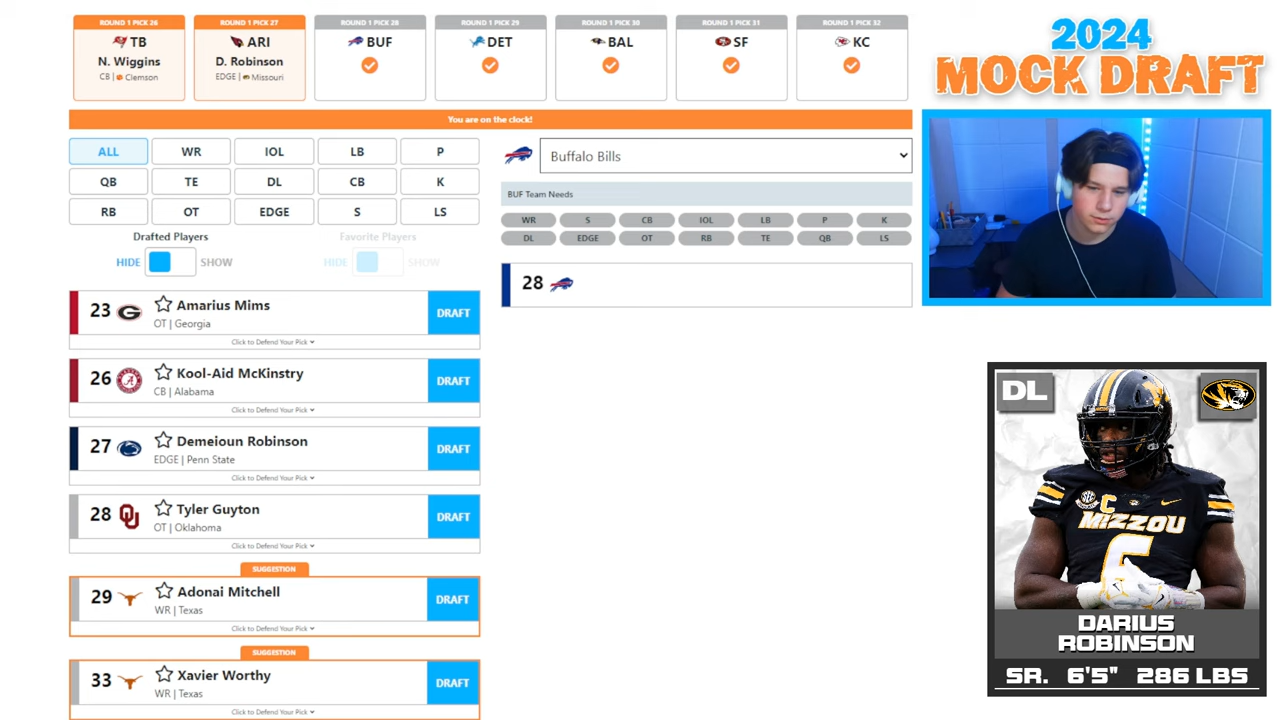 ROUND 1 PICK 26
TB
N. Wiggins
CB | Clemson
ROUND 1 PICK 27
ARI
D. Robinson
EDGE | Missouri
ROUND 1 PICK 28
BUF
ROUND 1 PICK 29
DET
ROUND 1 PICK 30
BAL
ROUND 1 PICK 31
SF
ROUND 1 PICK 32
KC
2024
MOCK DRAFT
You are on the clock!
ALL WR IOL LB P
QB TE DL CB K
RB OT EDGE S LS
Drafted Players
HIDE SHOW
Favorite Players
HIDE SHOW
Buffalo Bills
BUF Team Needs
WR S CB IOL LB P K
DL EDGE OT RB TE QB LS
28
23 Amarius Mims
OT | Georgia
DRAFT
Click to Defend Your Pick
26 Kool-Aid McKinstry
CB | Alabama
DRAFT
Click to Defend Your Pick
27 Demeioun Robinson
EDGE | Penn State
DRAFT
Click to Defend Your Pick
28 Tyler Guyton
OT | Oklahoma
DRAFT
Click to Defend Your Pick
SUGGESTION
29 Adonai Mitchell
WR | Texas
DRAFT
Click to Defend Your Pick
SUGGESTION
33 Xavier Worthy
WR | Texas
DRAFT
Click to Defend Your Pick
DL
SEC
C
MIZZOU
6
DARIUS
ROBINSON
SR. 6'5" 286 LBS